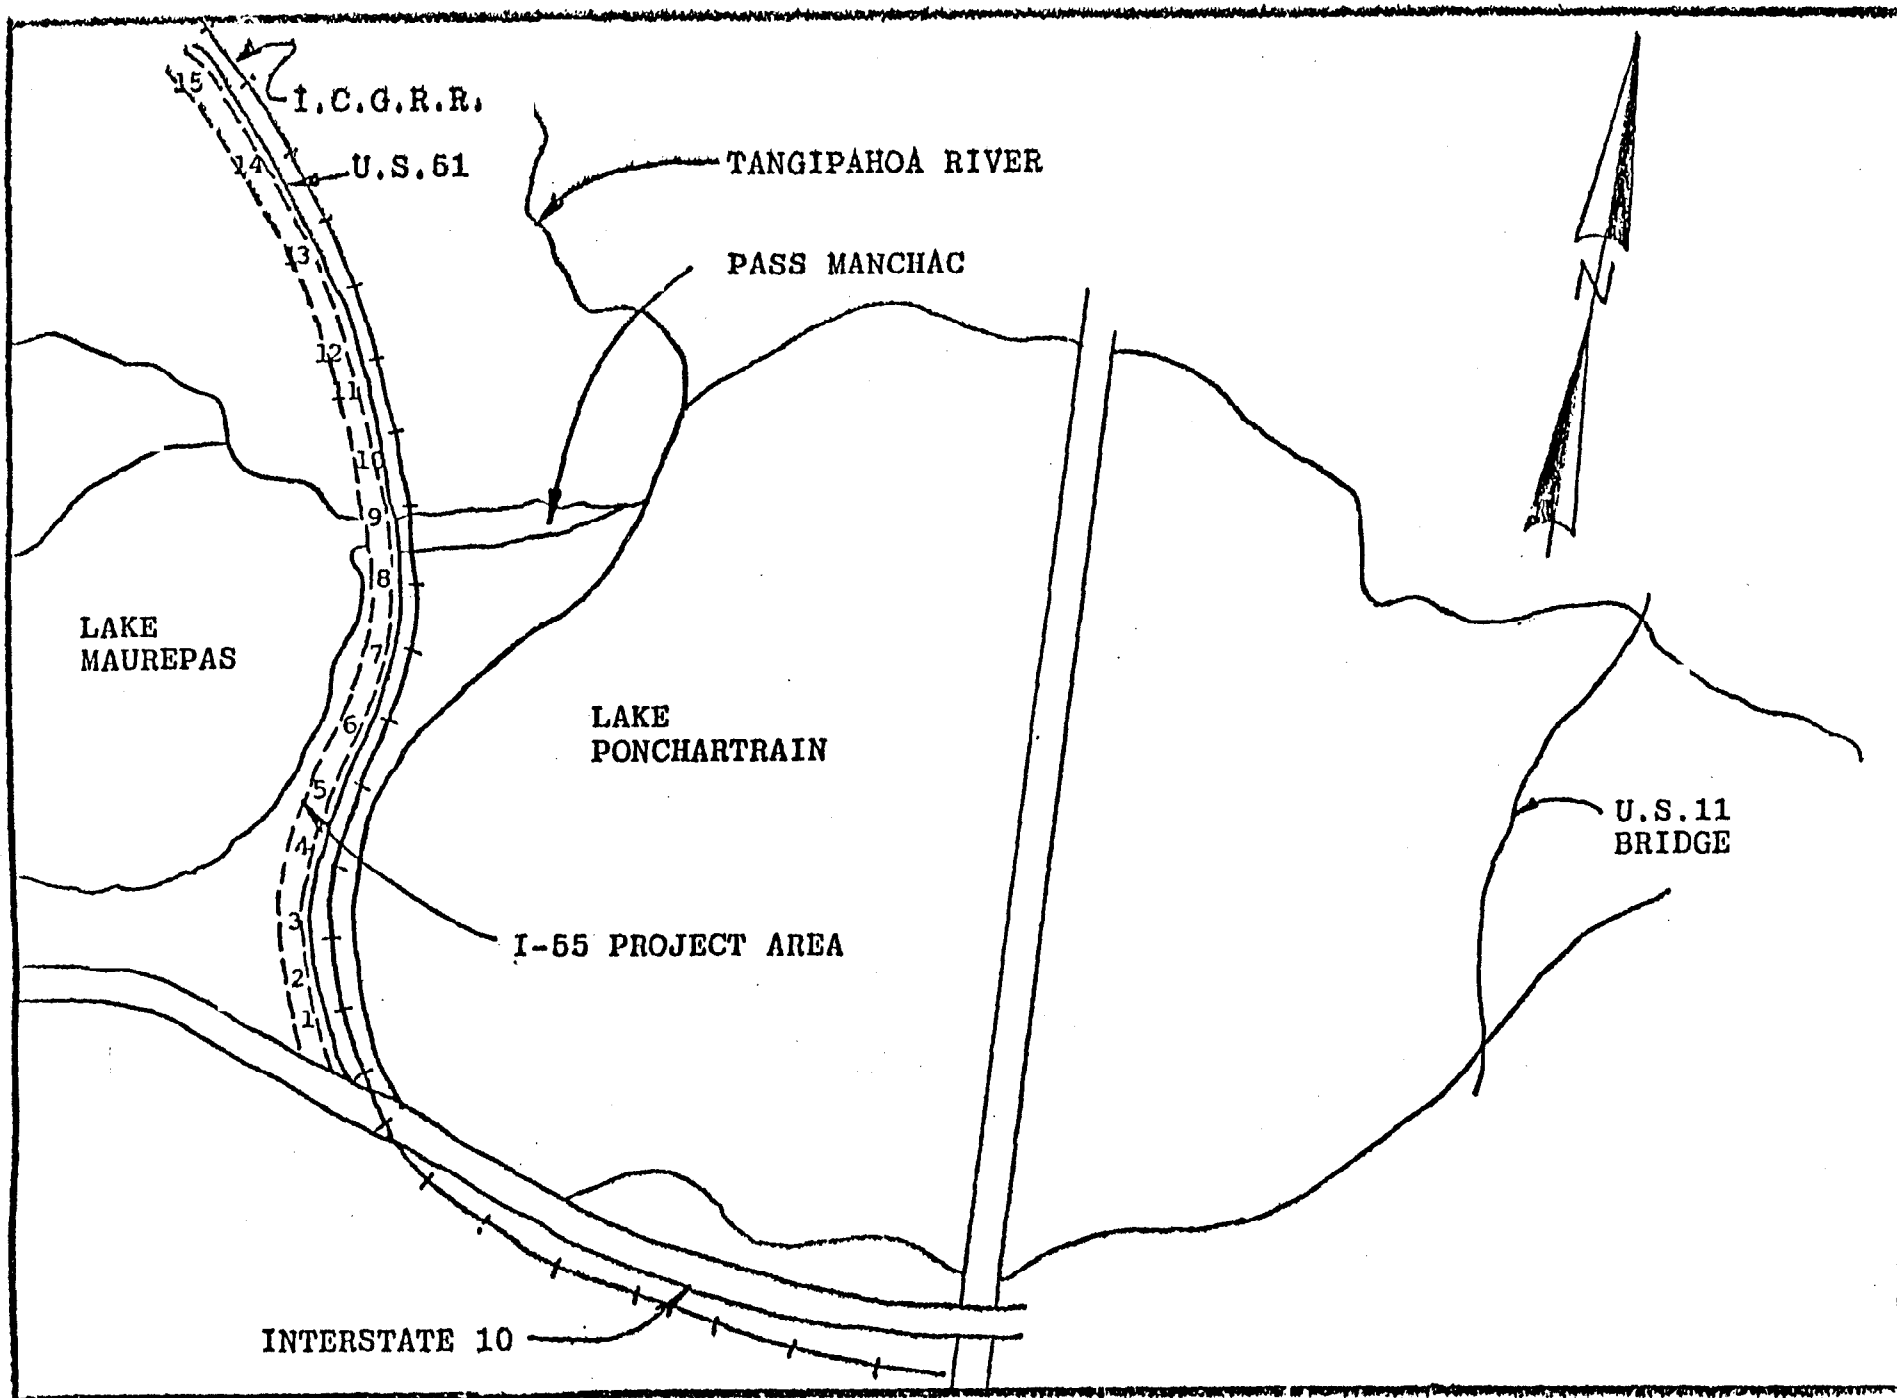 15
I.C.G.R.R.
14
U.S.51
TANGIPAHOA RIVER
13
PASS MANCHAC
N
12
11
10
9
8
LAKE
MAUREPAS
7
6
LAKE
PONCHARTRAIN
5
U.S.11
BRIDGE
4
3
I-55 PROJECT AREA
2
1
INTERSTATE 10